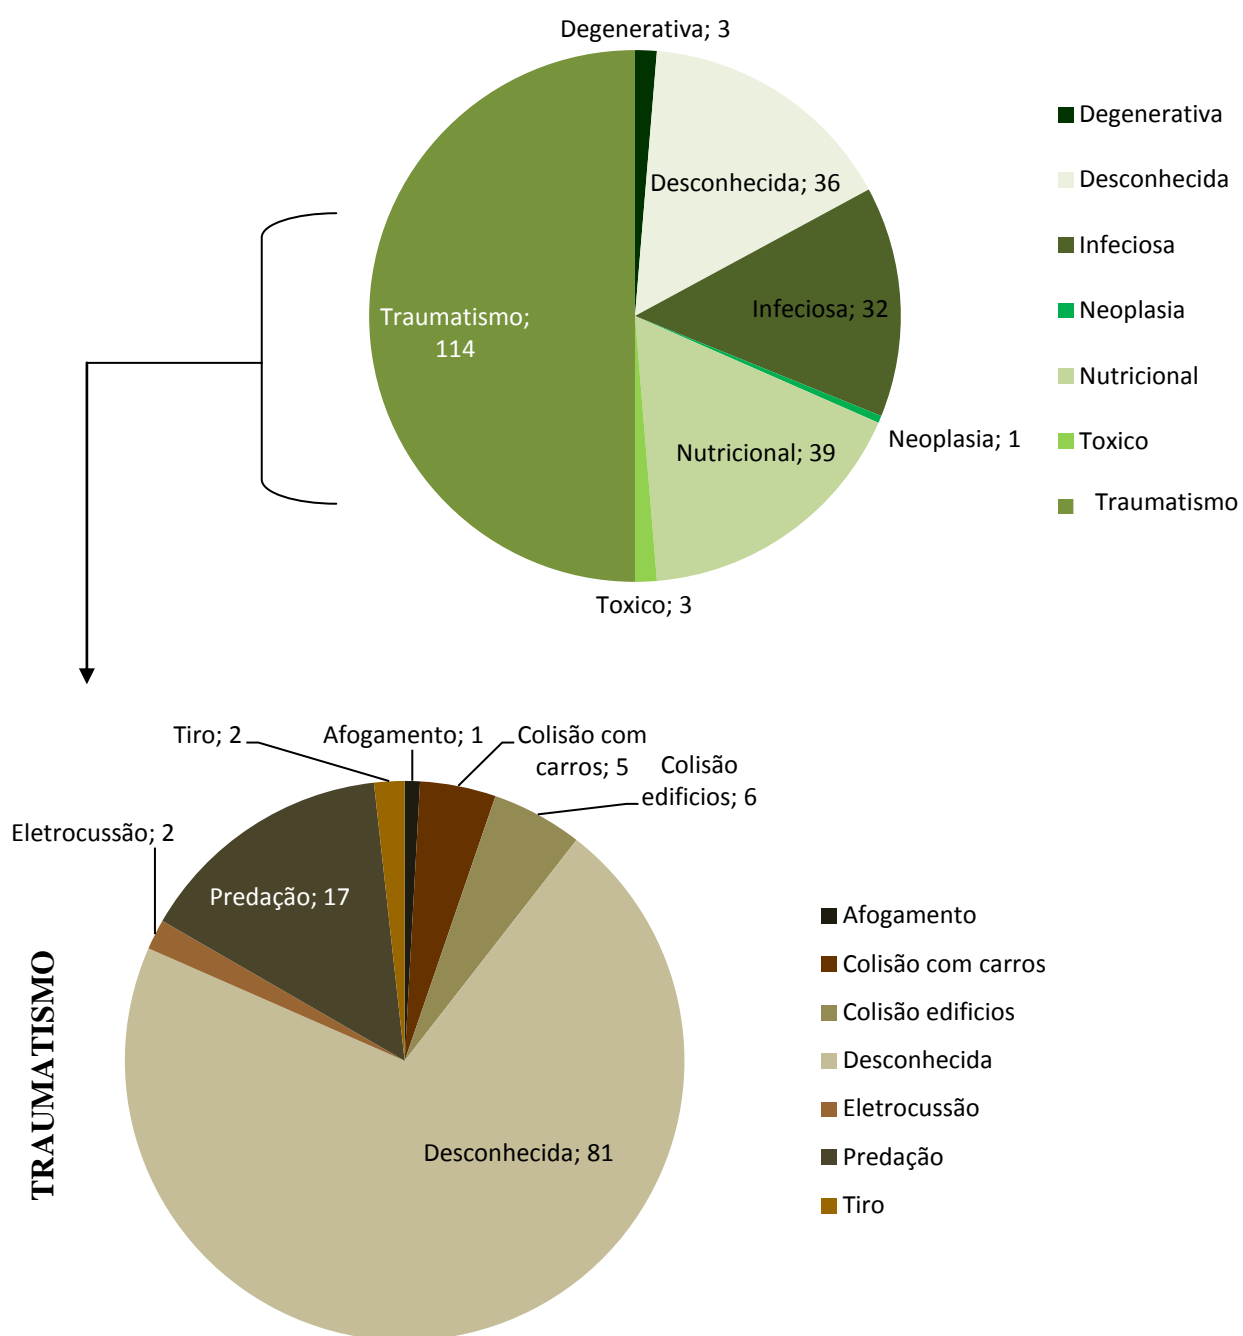 Degenerativa; 3
Desconhecida; 36
Infeciosa; 32
Neoplasia; 1
Nutricional; 39
Toxico; 3
Traumatismo;
114
Degenerativa
Desconhecida
Infeciosa
Neoplasia
Nutricional
Toxico
Traumatismo
TRAUMATISMO
Tiro; 2
Afogamento; 1
Colisão com
carros; 5
Colisão
edificios; 6
Eletrocussão; 2
Predação; 17
Desconhecida; 81
Afogamento
Colisão com carros
Colisão edificios
Desconhecida
Eletrocussão
Predação
Tiro